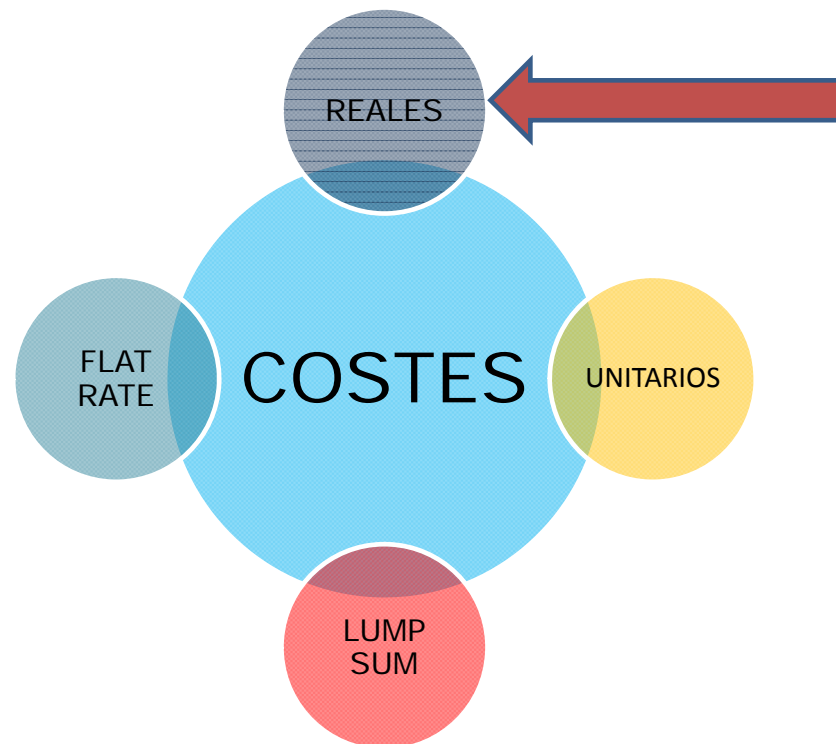 REALES
FLAT
RATE
COSTES
UNITARIOS
LUMP
SUM